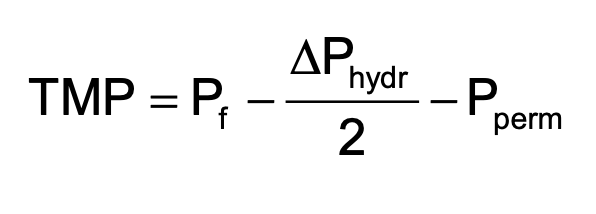 TMP = P_f − ΔP_hydr / 2 − P_perm